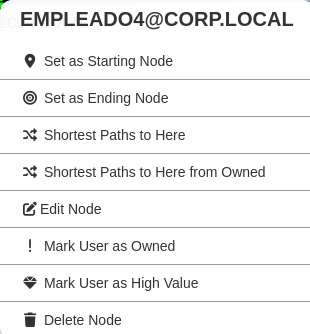 EMPLEADO4@CORP.LOCAL
Set as Starting Node
Set as Ending Node
Shortest Paths to Here
Shortest Paths to Here from Owned
Edit Node
Mark User as Owned
Mark User as High Value
Delete Node